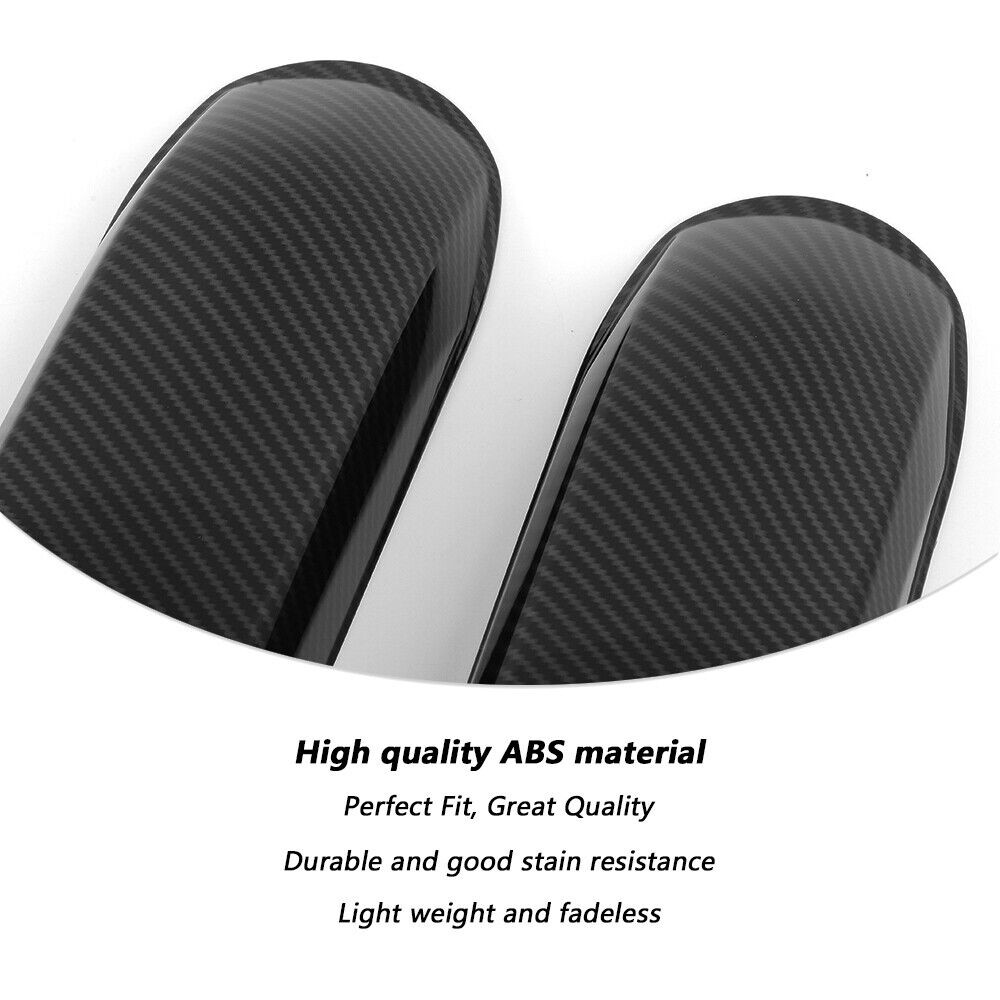 High quality ABS material
Perfect Fit, Great Quality
Durable and good stain resistance
Light weight and fadeless